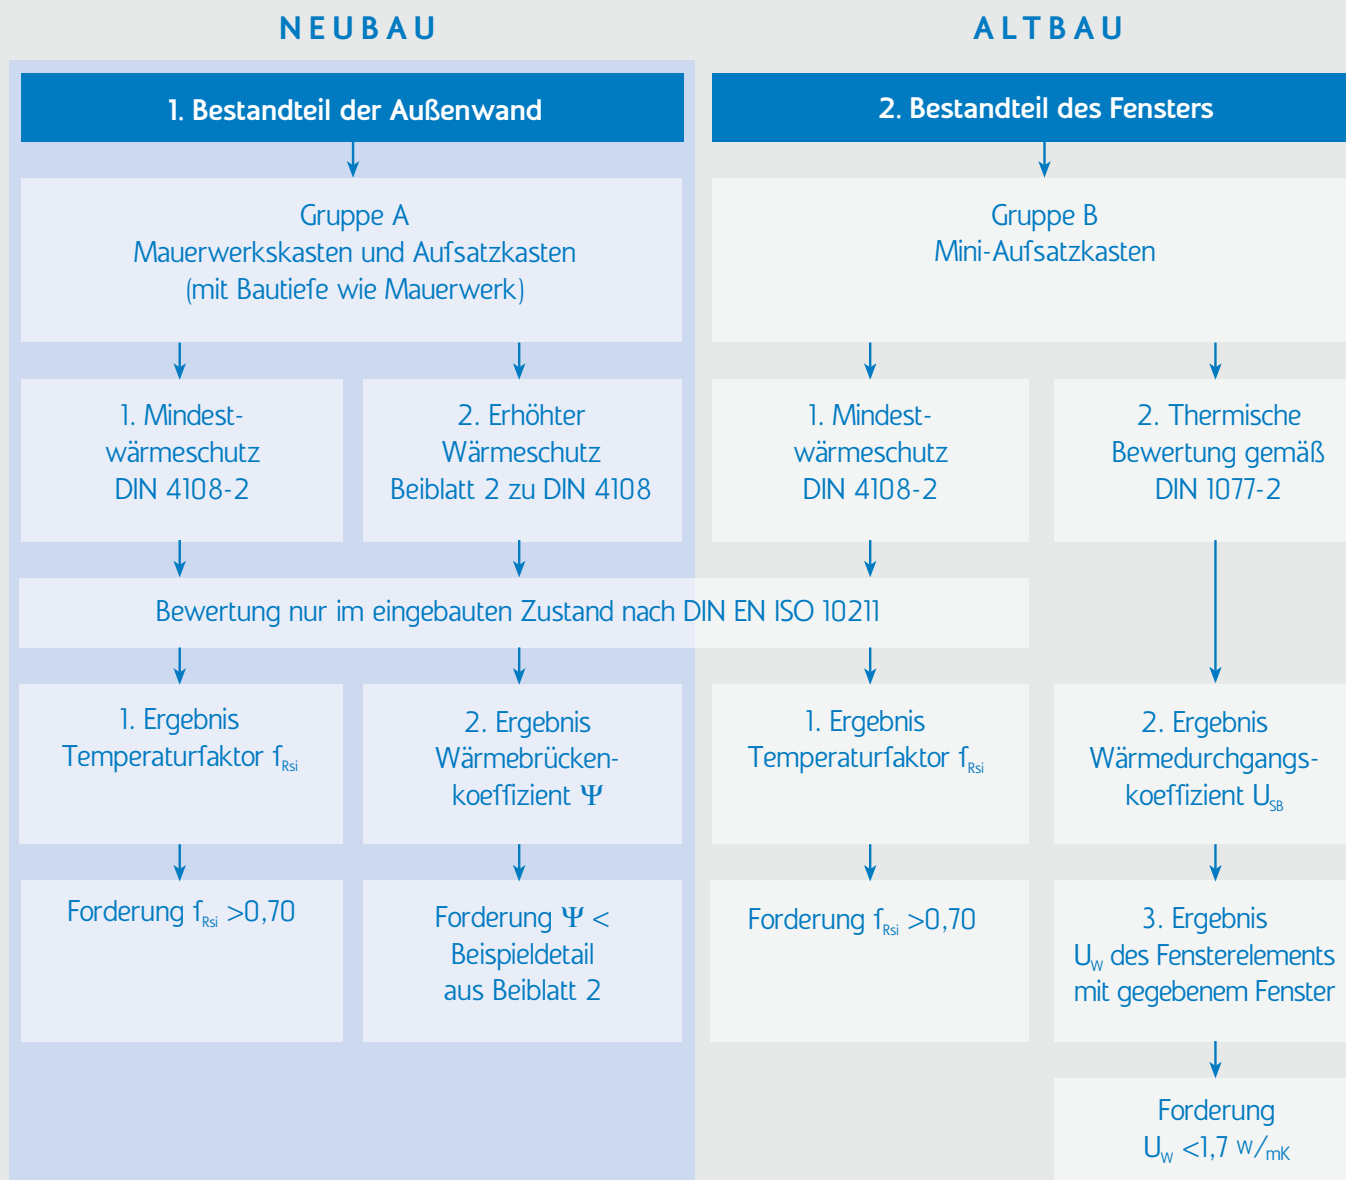 NEUBAU
1. Bestandteil der Außenwand
Gruppe A
Mauerwerkskasten und Aufsatzkasten
(mit Bautiefe wie Mauerwerk)
1. Mindest-
wärmeschutz
DIN 4108-2
2. Erhöhter
Wärmeschutz
Beiblatt 2 zu DIN 4108
ALTBAU
2. Bestandteil des Fensters
Gruppe B
Mini-Aufsatzkasten
1. Mindest-
wärmeschutz
DIN 4108-2
2. Thermische
Bewertung gemäß
DIN 1077-2
Bewertung nur im eingebauten Zustand nach DIN EN ISO 10211
1. Ergebnis
Temperaturfaktor fRsi
2. Ergebnis
Wärmebrücken-
koeffizient Ψ
1. Ergebnis
Temperaturfaktor fRsi
2. Ergebnis
Wärmedurchgangs-
koeffizient USB
Forderung fRsi >0,70
Forderung Ψ <
Beispieldetail
aus Beiblatt 2
Forderung fRsi >0,70
3. Ergebnis
UW des Fensterelements
mit gegebenem Fenster
Forderung
UW <1,7 W/mK